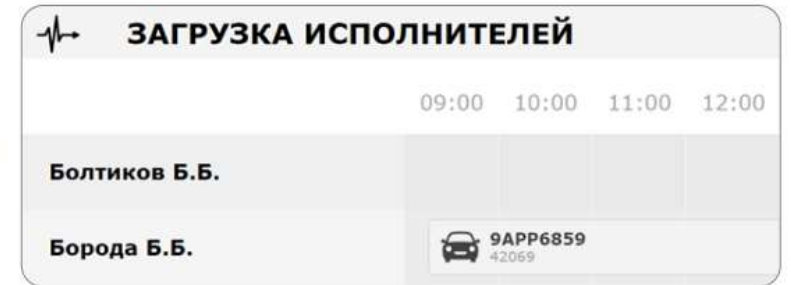 ЗАГРУЗКА ИСПОЛНИТЕЛЕЙ
09:00 10:00 11:00 12:00
Болтиков Б.Б.
Борода Б.Б.
9APP6859
42069